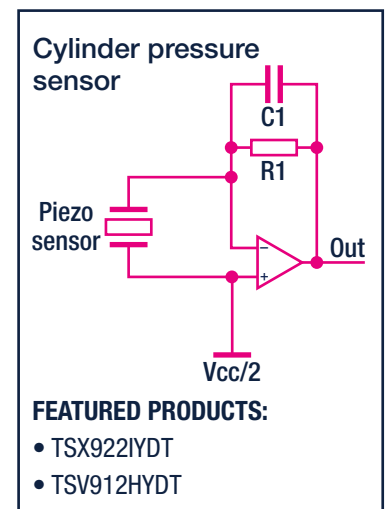 Cylinder pressure
sensor
C1
R1
Piezo
sensor
−
+
Out
Vcc/2
FEATURED PRODUCTS:
• TSX922IYDT
• TSV912HYDT